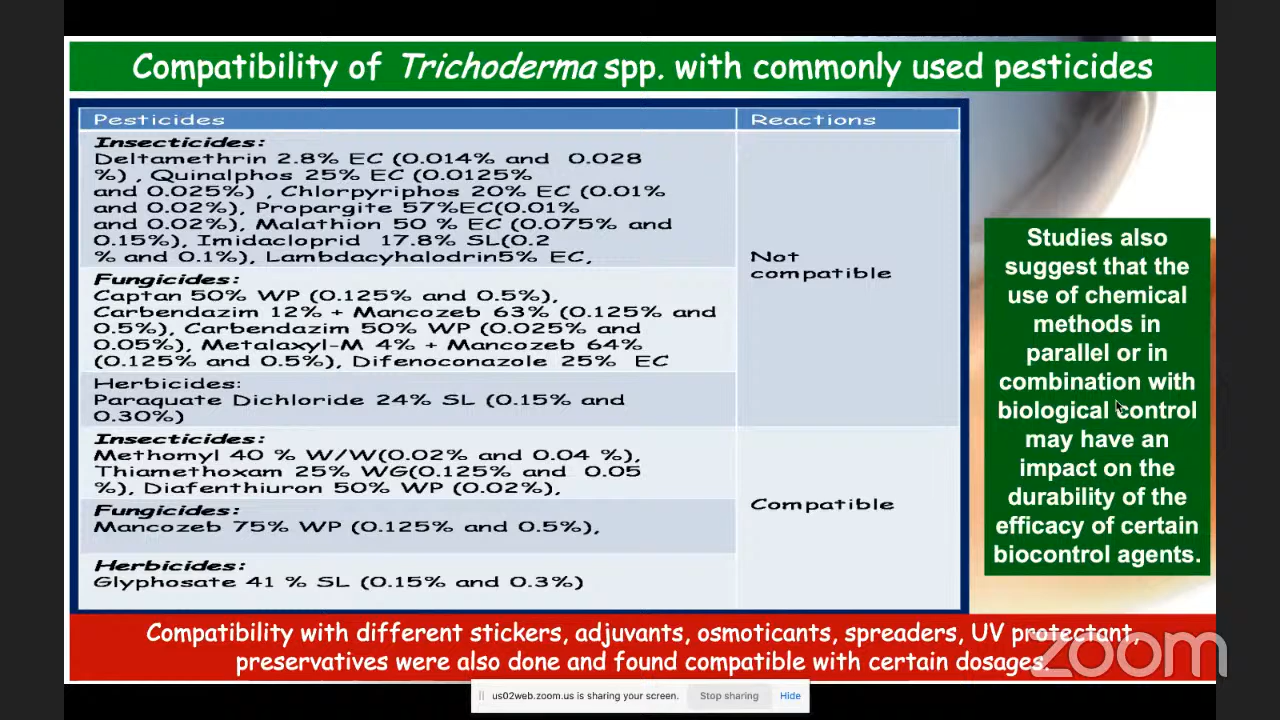 Compatibility of Trichoderma spp. with commonly used pesticides
Pesticides
Reactions
Insecticides:
Deltamethrin 2.8% EC (0.014% and 0.028
%) , Quinalphos 25% EC (0.0125%
and 0.025%) , Chlorpyriphos 20% EC (0.01%
and 0.02%), Propargite 57%EC(0.01%
and 0.02%), Malathion 50 % EC (0.075% and
0.15%), Imidacloprid 17.8% SL(0.2
% and 0.1%), Lambdacyhalodrin5% EC,
Fungicides:
Captan 50% WP (0.125% and 0.5%),
Carbendazim 12% + Mancozeb 63% (0.125% and
0.5%), Carbendazim 50% WP (0.025% and
0.05%), Metalaxyl-M 4% + Mancozeb 64%
(0.125% and 0.5%), Difenoconazole 25% EC
Herbicides:
Paraquate Dichloride 24% SL (0.15% and
0.30%)
Not
compatible
Insecticides:
Methomyl 40 % W/W(0.02% and 0.04 %),
Thiamethoxam 25% WG(0.125% and 0.05
%), Diafenthiuron 50% WP (0.02%),
Fungicides:
Mancozeb 75% WP (0.125% and 0.5%),
Herbicides:
Glyphosate 41 % SL (0.15% and 0.3%)
Compatible
Studies also
suggest that the
use of chemical
methods in
parallel or in
combination with
biological control
may have an
impact on the
durability of the
efficacy of certain
biocontrol agents.
Compatibility with different stickers, adjuvants, osmoticants, spreaders, UV protectant,
preservatives were also done and found compatible with certain dosages.
zoom
us02web.zoom.us is sharing your screen.
Stop sharing
Hide